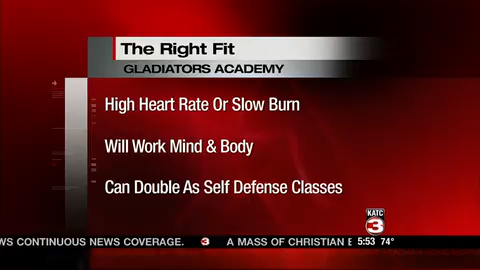 The Right Fit
GLADIATORS ACADEMY
High Heart Rate Or Slow Burn
Will Work Mind & Body
Can Double As Self Defense Classes
KATC
3
WS CONTINUOUS NEWS COVERAGE. 3 A MASS OF CHRISTIAN 5:53 74°